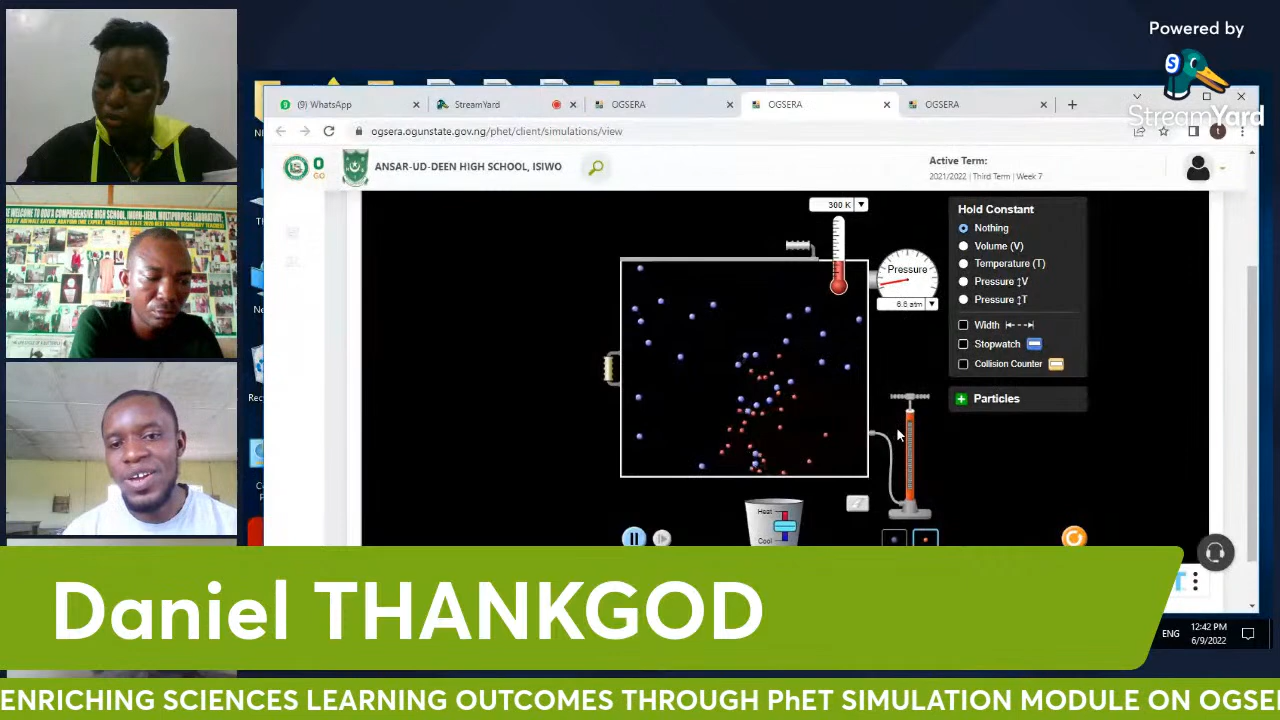 Powered by
StreamYard
(9) WhatsApp
StreamYard
OGSERA
OGSERA
OGSERA
ogsera.ogunstate.gov.ng/phet/client/simulations/view
ANSAR-UD-DEEN HIGH SCHOOL, ISIWO
Active Term:
2021/2022 | Third Term | Week 7
300 K
Pressure
Hold Constant
Nothing
Volume (V)
Temperature (T)
Pressure ↕V
Pressure ↕T
Width
Stopwatch
Collision Counter
Particles
Heat
Cool
ENG
12:42 PM
6/9/2022
Daniel THANKGOD
ENRICHING SCIENCES LEARNING OUTCOMES THROUGH PhET SIMULATION MODULE ON OGSE